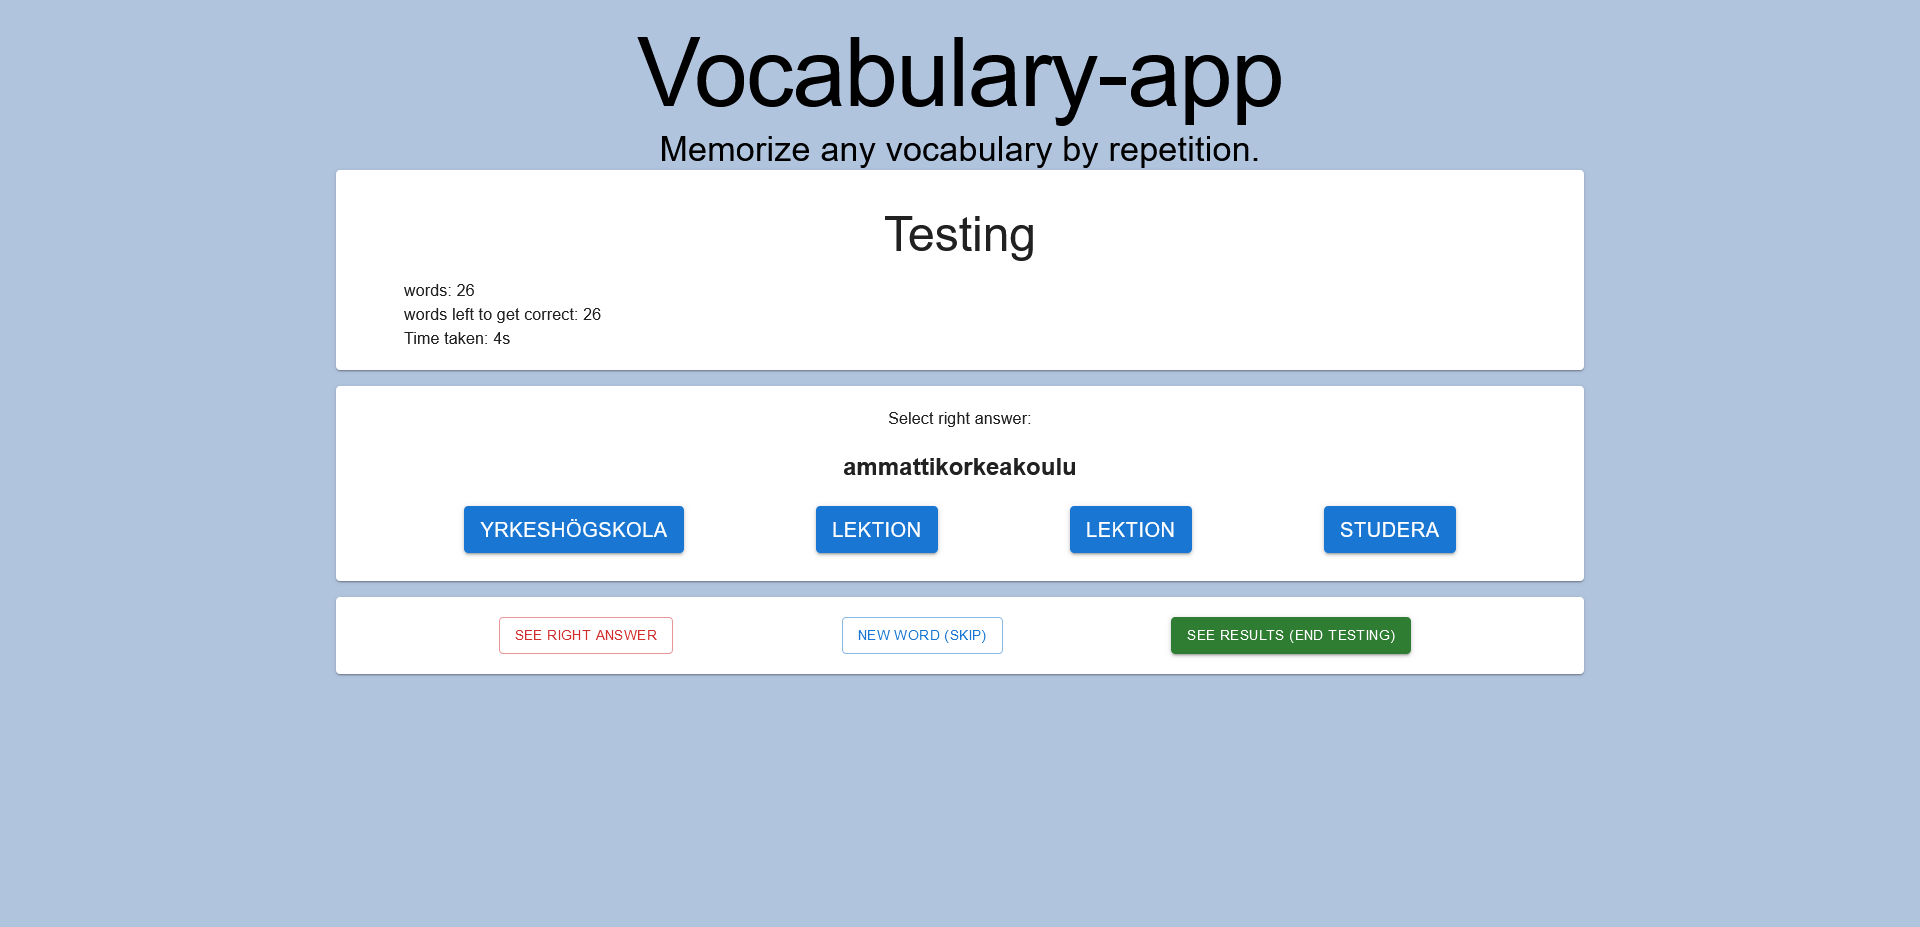 Vocabulary-app
Memorize any vocabulary by repetition.
Testing
words: 26
words left to get correct: 26
Time taken: 4s
Select right answer:
ammattikorkeakoulu
YRKESHÖGSKOLA LEKTION LEKTION STUDERA
SEE RIGHT ANSWER NEW WORD (SKIP) SEE RESULTS (END TESTING)